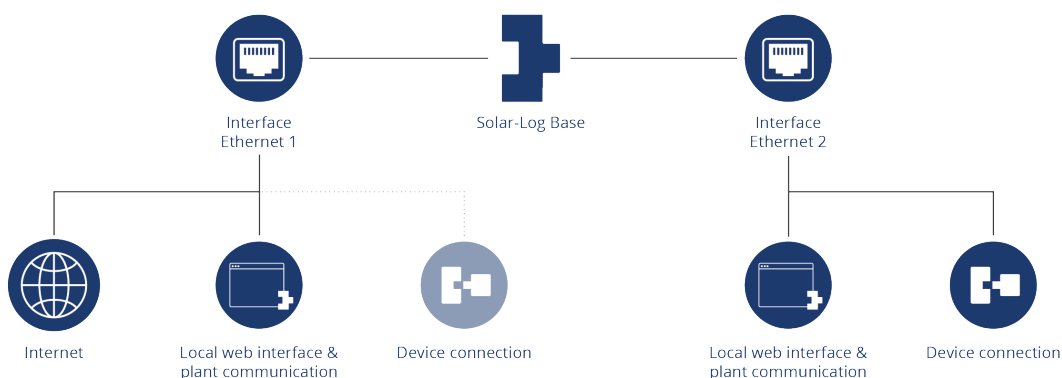 Interface
Ethernet 1
Solar-Log Base
Interface
Ethernet 2
Internet
Local web interface &
plant communication
Device connection
Local web interface &
plant communication
Device connection